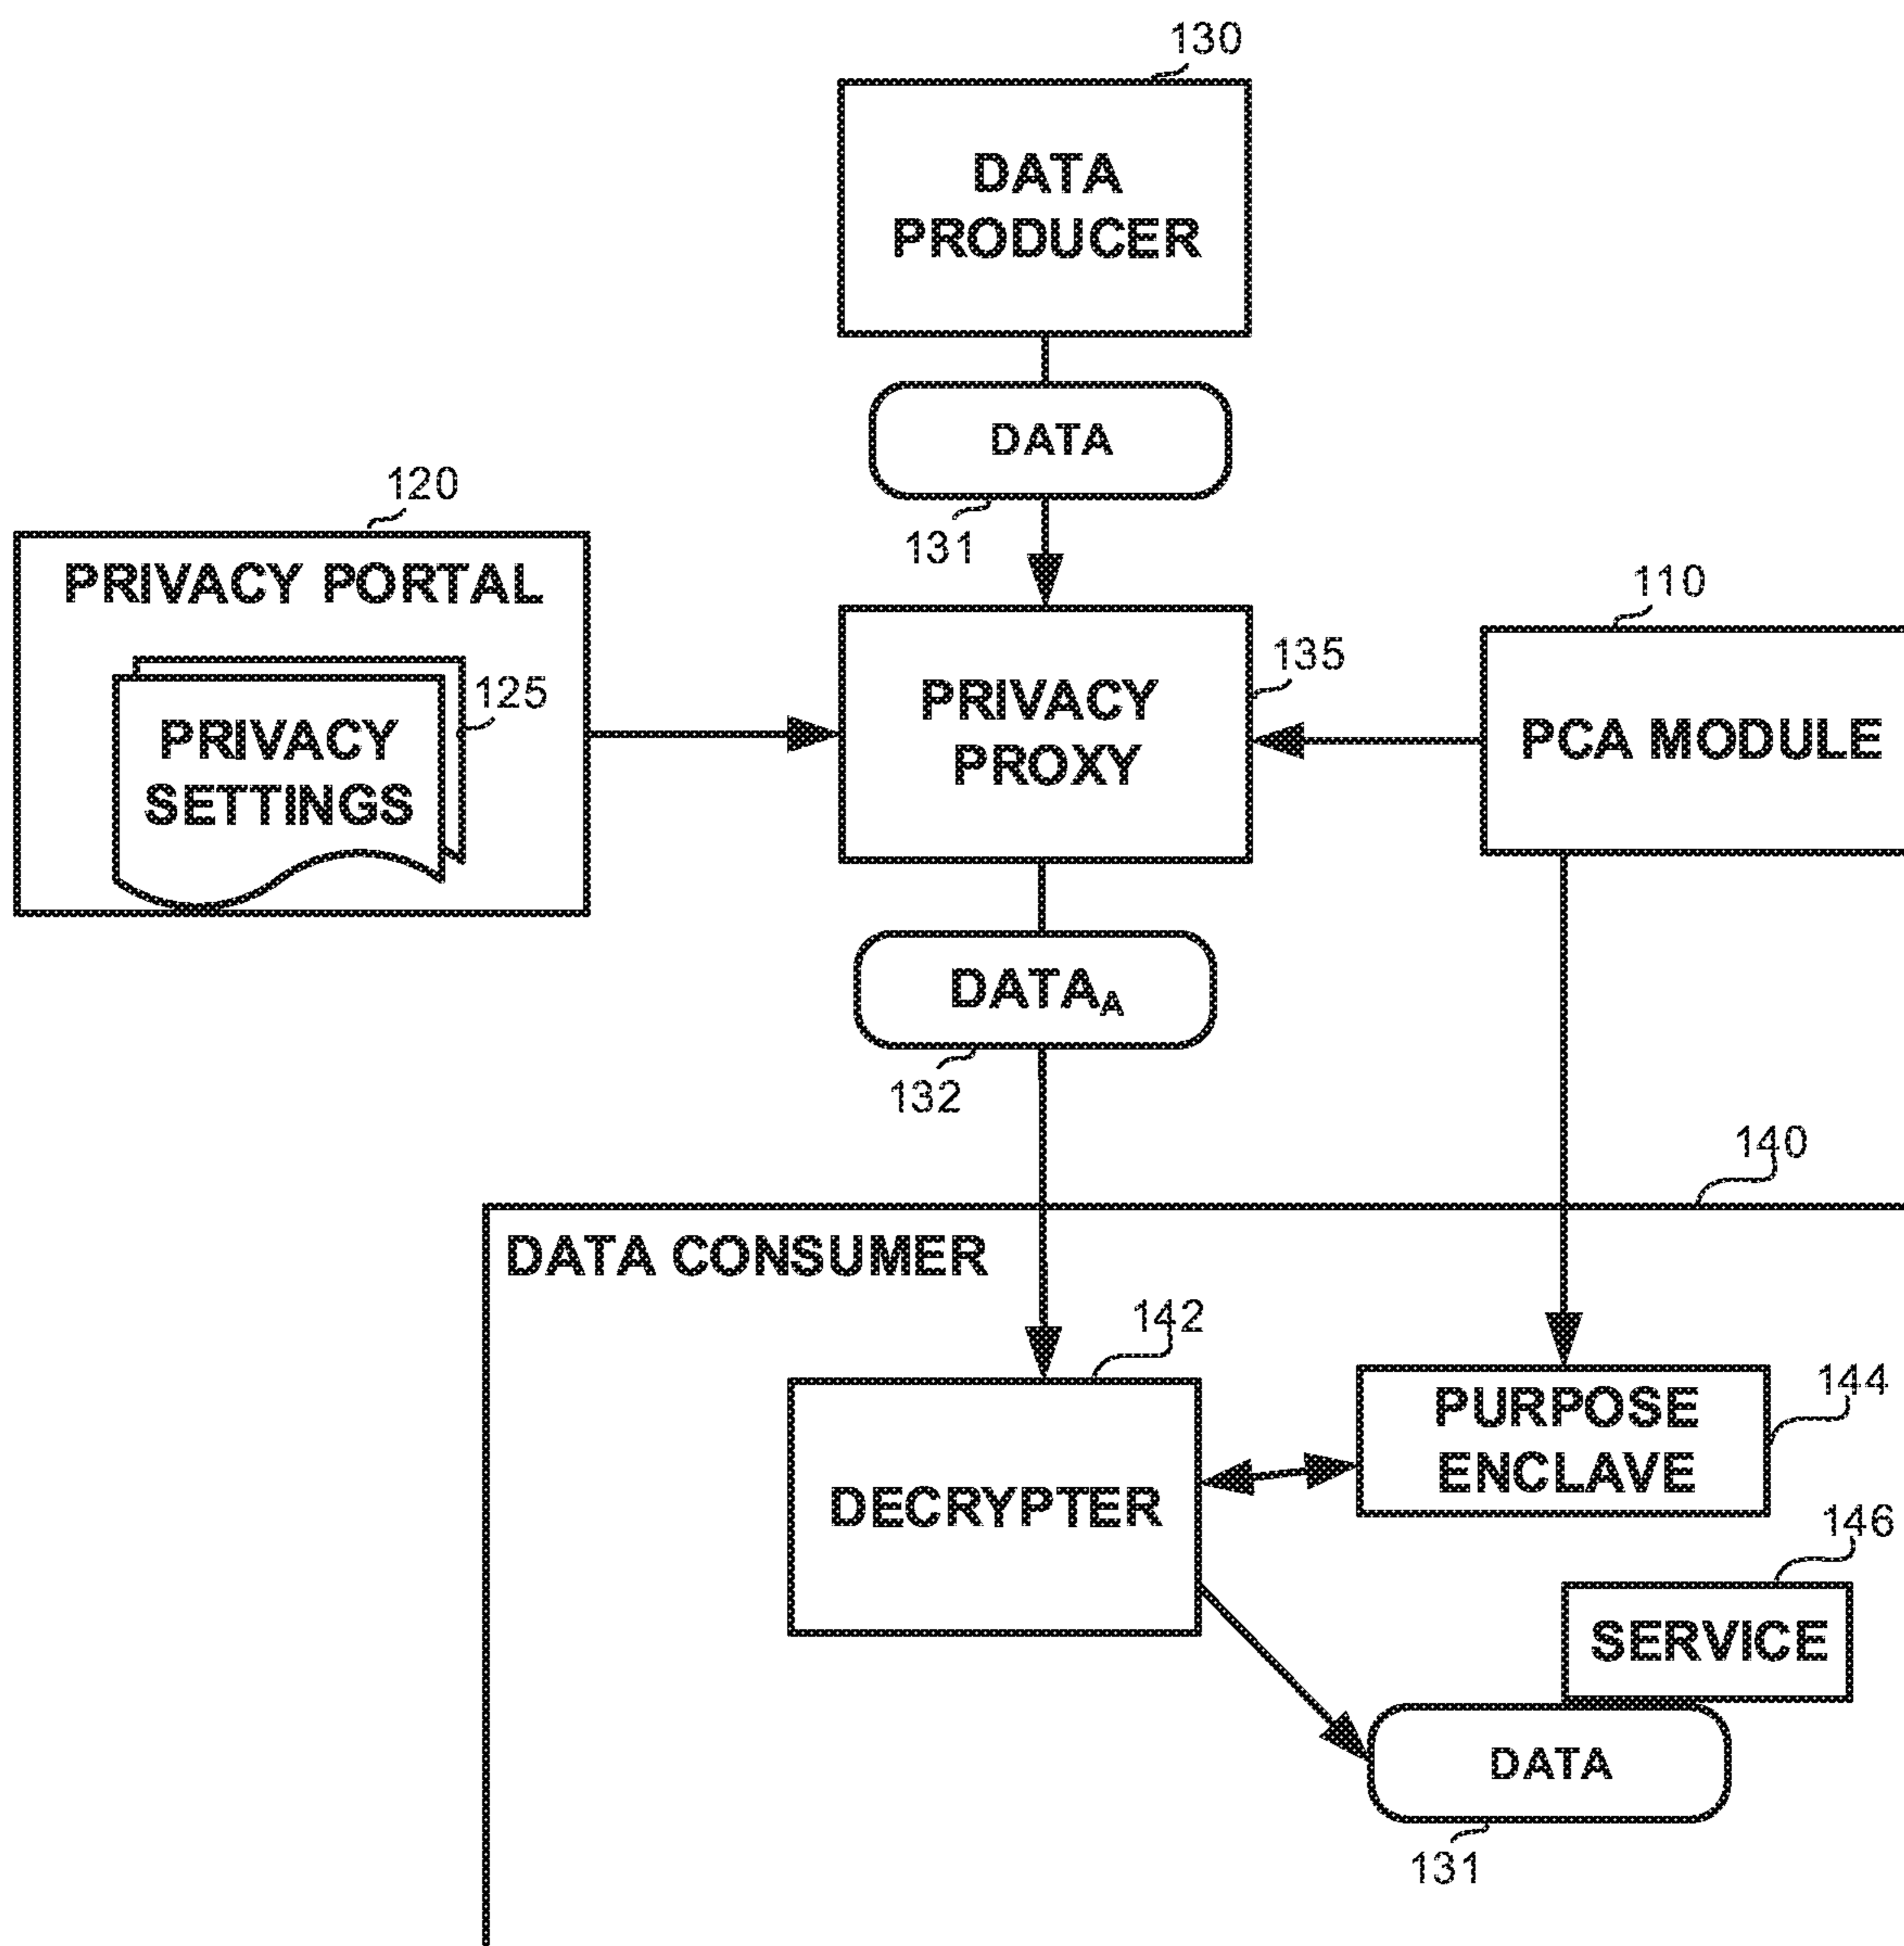 130
DATA
PRODUCER
DATA
131
120
PRIVACY PORTAL
125
PRIVACY
SETTINGS
PRIVACY
PROXY
135
110
PCA MODULE
DATAA
132
140
DATA CONSUMER
142
DECRYPTER
PURPOSE
ENCLAVE
144
146
SERVICE
DATA
131